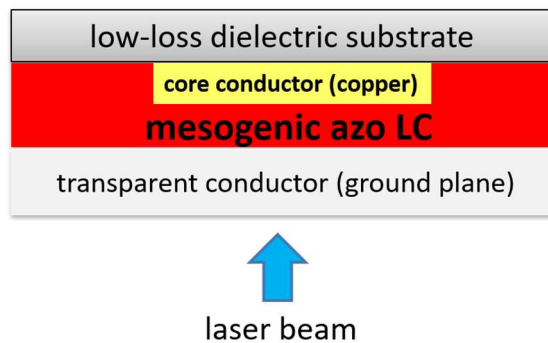 low-loss dielectric substrate
core conductor (copper)
mesogenic azo LC
transparent conductor (ground plane)
laser beam